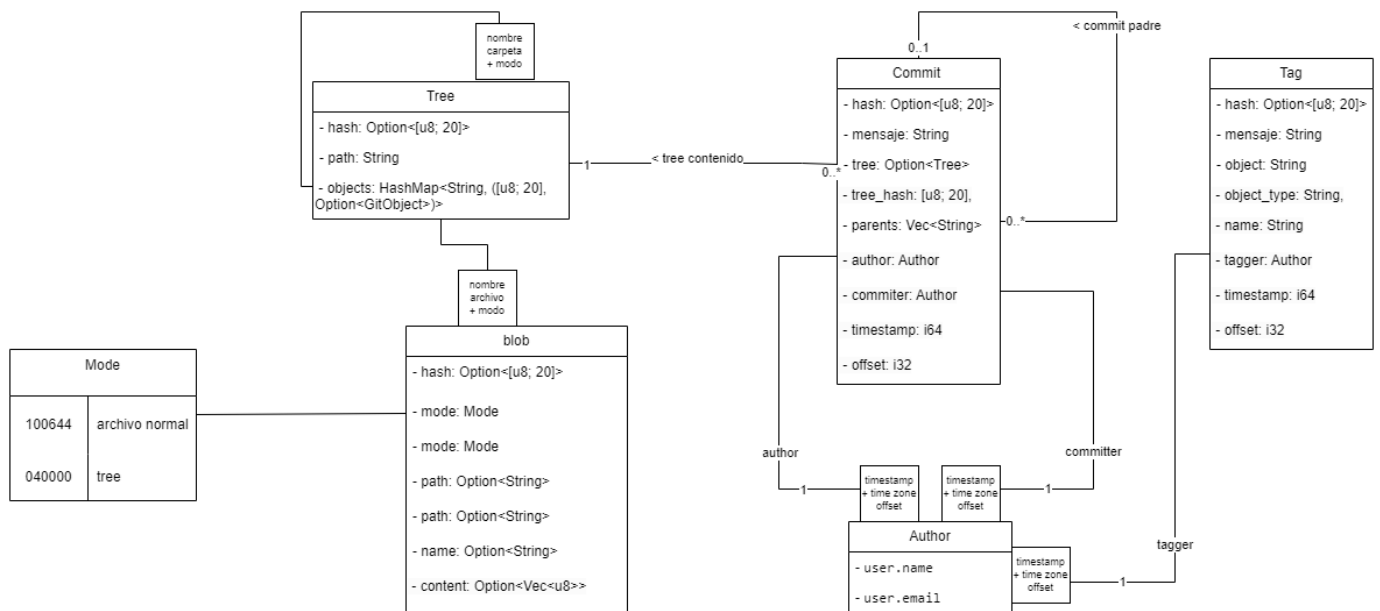 nombre
carpeta
+ modo
Tree
- hash: Option<[u8; 20]>
- path: String
- objects: HashMap<String, ([u8; 20],
Option<GitObject>)>
1
< tree contenido
0..*
< commit padre
0..1
Commit
- hash: Option<[u8; 20]>
- mensaje: String
- tree: Option<Tree>
- tree_hash: [u8; 20],
- parents: Vec<String>
- author: Author
- commiter: Author
- timestamp: i64
- offset: i32
0..*
Tag
- hash: Option<[u8; 20]>
- mensaje: String
- object: String
- object_type: String,
- name: String
- tagger: Author
- timestamp: i64
- offset: i32
nombre
archivo
+ modo
blob
- hash: Option<[u8; 20]>
- mode: Mode
- mode: Mode
- path: Option<String>
- path: Option<String>
- name: Option<String>
- content: Option<Vec<u8>>
Mode
100644 archivo normal
040000 tree
author
1
timestamp
+ time zone
offset
committer
1
timestamp
+ time zone
offset
Author
- user.name
- user.email
tagger
1
timestamp
+ time zone
offset